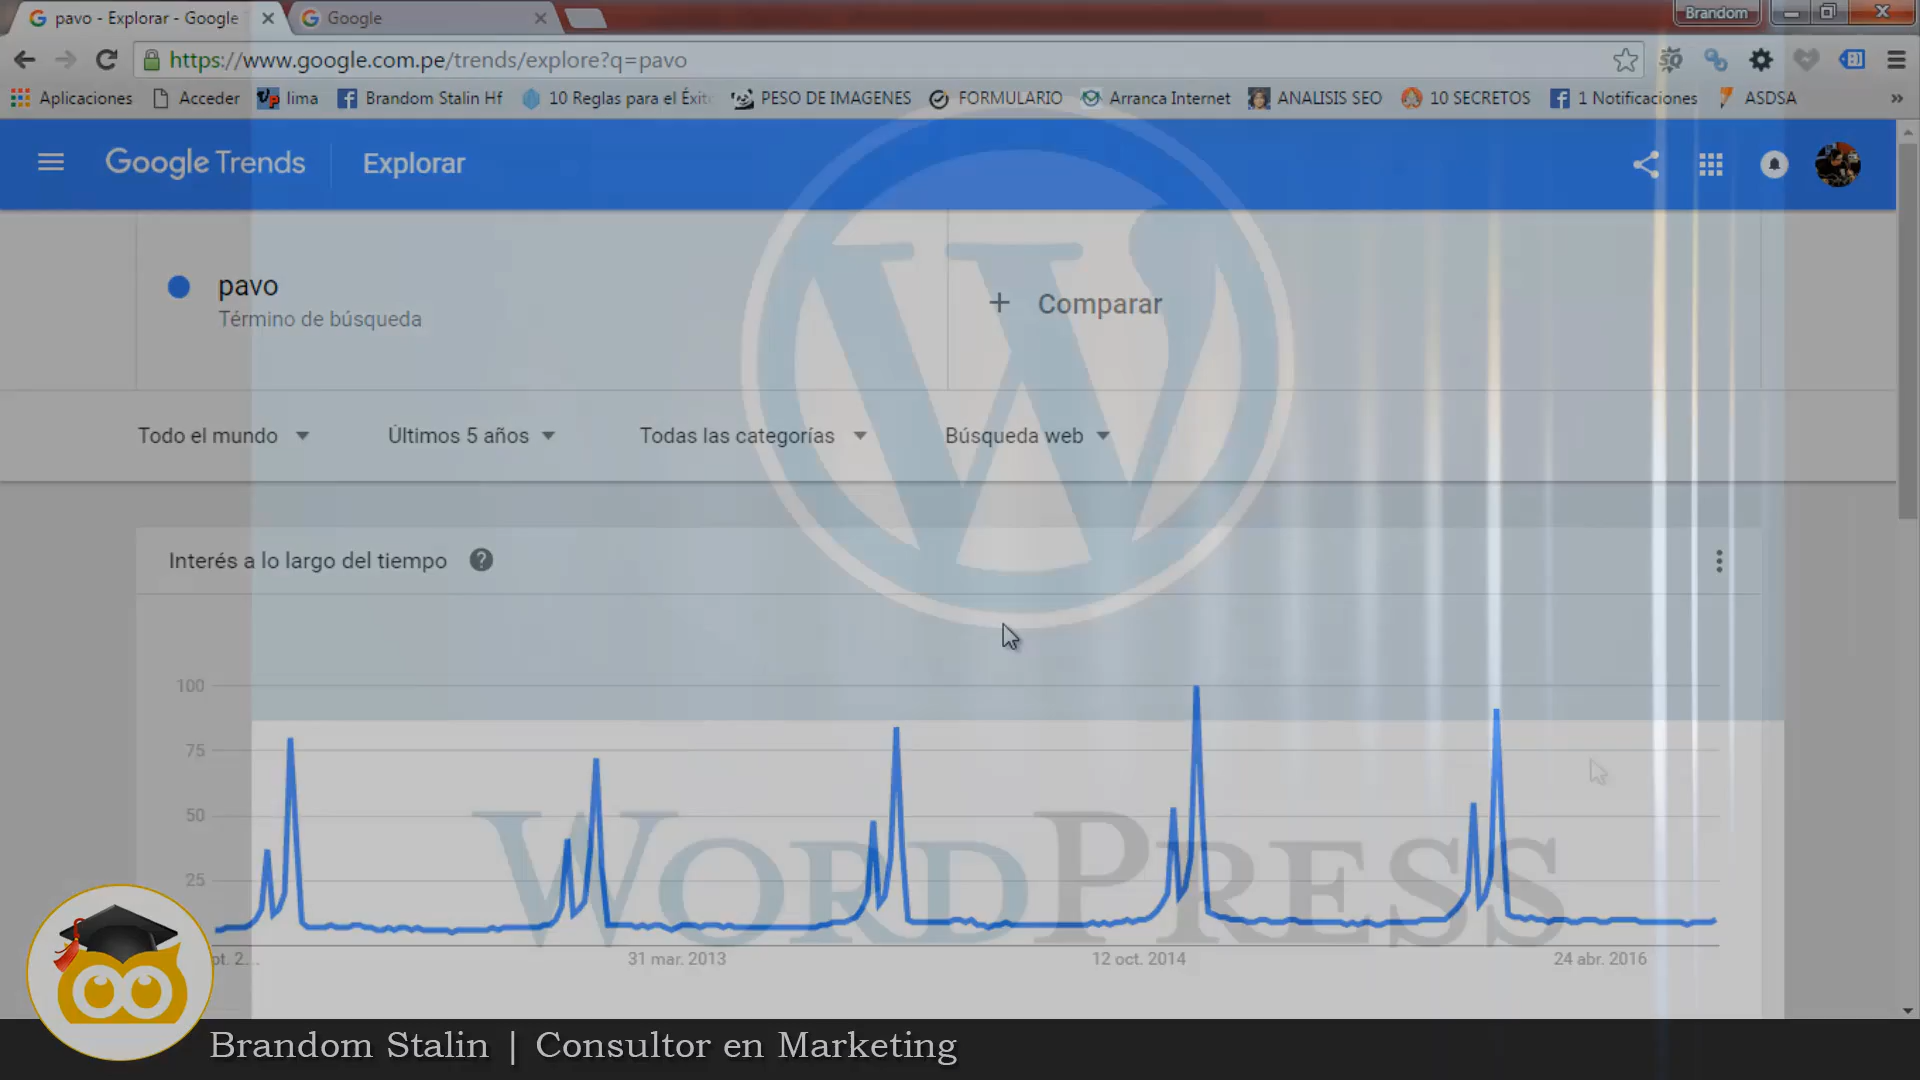 pavo - Explorar - Google
Google
Brandom
https://www.google.com.pe/trends/explore?q=pavo
Aplicaciones
Acceder
lima
Brandom Stalin Hf
10 Reglas para el Éxit
PESO DE IMAGENES
FORMULARIO
Arranca Internet
ANALISIS SEO
10 SECRETOS
1 Notificaciones
ASDSA
»
Google Trends
Explorar
pavo
Término de búsqueda
+ Comparar
Todo el mundo
Últimos 5 años
Todas las categorías
Búsqueda web
Interés a lo largo del tiempo
?
100
75
50
25
pt. 2...
31 mar. 2013
12 oct. 2014
24 abr. 2016
WORDPRESS
Brandom Stalin | Consultor en Marketing